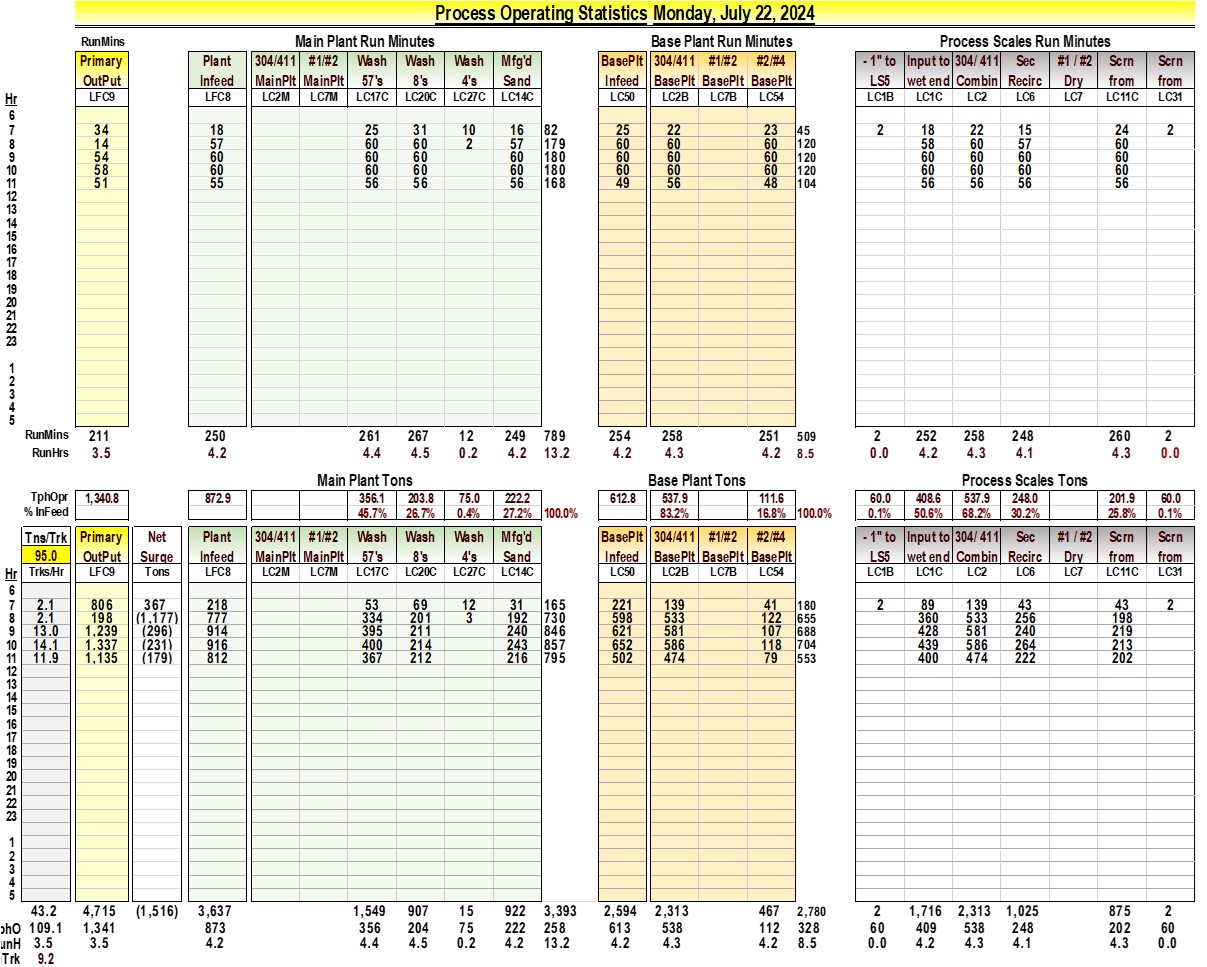 Process Operating Statistics Monday, July 22, 2024
RunMins Main Plant Run Minutes Base Plant Run Minutes Process Scales Run Minutes
Primary Plant 304/411 #1/#2 Wash Wash Wash Mfg'd BasePlt 304/411 #1/#2 #2/#4 - 1" to Input to 304/ 411 Sec #1 / #2 Scrn Scrn
OutPut Infeed MainPlt MainPlt 57's 8's 4's Sand Infeed BasePlt BasePlt BasePlt LS5 wet end Combin Recirc Dry from from
Hr LFC9 LFC8 LC2M LC7M LC17C LC20C LC27C LC14C LC50 LC2B LC7B LC54 LC1B LC1C LC2 LC6 LC7 LC11C LC31
6
7 34 18 25 31 10 16 82 25 22 23 45 2 18 22 15 24 2
8 14 57 60 60 2 57 179 60 60 60 120 58 60 57 60
9 54 60 60 60 60 180 60 60 60 120 60 60 60 60
10 58 60 60 60 60 180 60 60 60 120 60 60 60 60
11 51 55 56 56 56 168 49 56 48 104 56 56 56 56
12
13
14
15
16
17
18
19
20
21
22
23
1
2
3
4
5
RunMins 211 250 261 267 12 249 789 254 258 251 509 2 252 258 248 260 2
RunHrs 3.5 4.2 4.4 4.5 0.2 4.2 13.2 4.2 4.3 4.2 8.5 0.0 4.2 4.3 4.1 4.3 0.0
Main Plant Tons Base Plant Tons Process Scales Tons
TphOpr 1,340.8 872.9 356.1 203.8 75.0 222.2 612.8 537.9 111.6 60.0 408.6 537.9 248.0 201.9 60.0
% InFeed 45.7% 26.7% 0.4% 27.2% 100.0% 83.2% 16.8% 100.0% 0.1% 50.6% 68.2% 30.2% 25.8% 0.1%
Tns/Trk Primary Net Plant 304/411 #1/#2 Wash Wash Wash Mfg'd BasePlt 304/411 #1/#2 #2/#4 - 1" to Input to 304/ 411 Sec #1 / #2 Scrn Scrn
95.0 OutPut Surge Infeed MainPlt MainPlt 57's 8's 4's Sand Infeed BasePlt BasePlt BasePlt LS5 wet end Combin Recirc Dry from from
Hr Trks/Hr LFC9 Tons LFC8 LC2M LC7M LC17C LC20C LC27C LC14C LC50 LC2B LC7B LC54 LC1B LC1C LC2 LC6 LC7 LC11C LC31
6
7 2.1 806 367 218 53 69 12 31 165 221 139 41 180 2 89 139 43 43 2
8 2.1 198 (1,177) 777 334 201 3 192 730 598 533 122 655 360 533 256 198
9 13.0 1,239 (296) 914 395 211 240 846 621 581 107 688 428 581 240 219
10 14.1 1,337 (231) 916 400 214 243 857 652 586 118 704 439 586 264 213
11 11.9 1,135 (179) 812 367 212 216 795 502 474 79 553 400 474 222 202
12
13
14
15
16
17
18
19
20
21
22
23
1
2
3
4
5
43.2 4,715 (1,516) 3,637 1,549 907 15 922 3,393 2,594 2,313 467 2,780 2 1,716 2,313 1,025 875 2
phO 109.1 1,341 873 356 204 75 222 258 613 538 112 328 60 409 538 248 202 60
unH 3.5 3.5 4.2 4.4 4.5 0.2 4.2 13.2 4.2 4.3 4.2 8.5 0.0 4.2 4.3 4.1 4.3 0.0
Trk 9.2